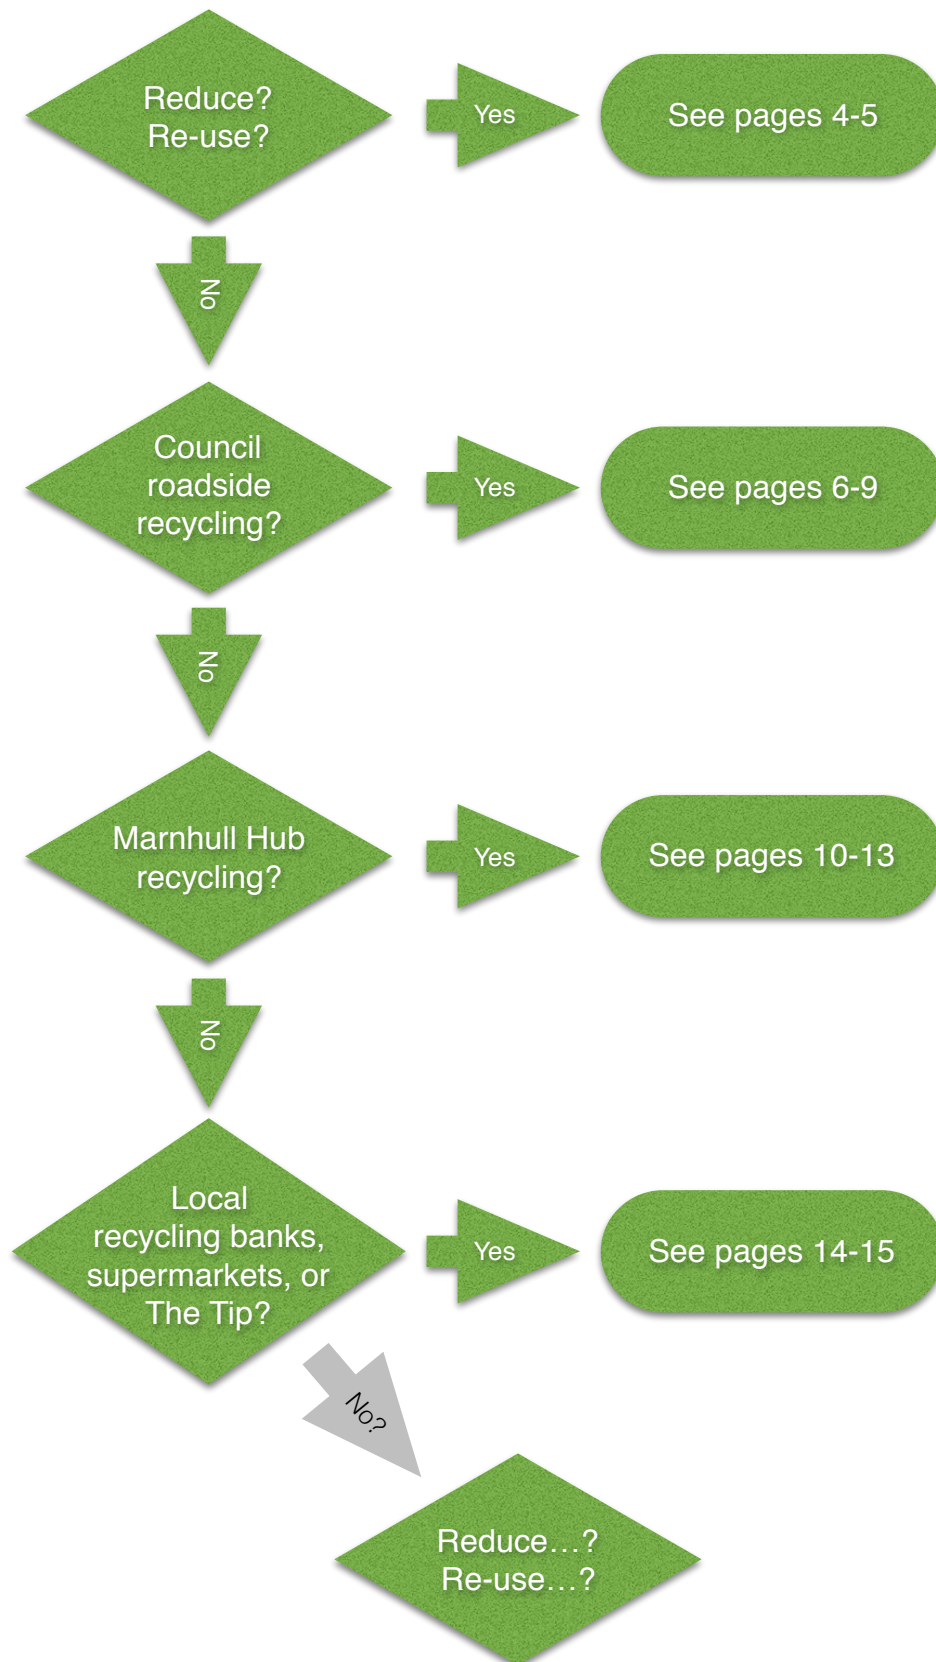 Reduce?
Re-use?
Yes
See pages 4-5
No
Council
roadside
recycling?
Yes
See pages 6-9
No
Marnhull Hub
recycling?
Yes
See pages 10-13
No
Local
recycling banks,
supermarkets, or
The Tip?
Yes
See pages 14-15
No?
Reduce…?
Re-use…?